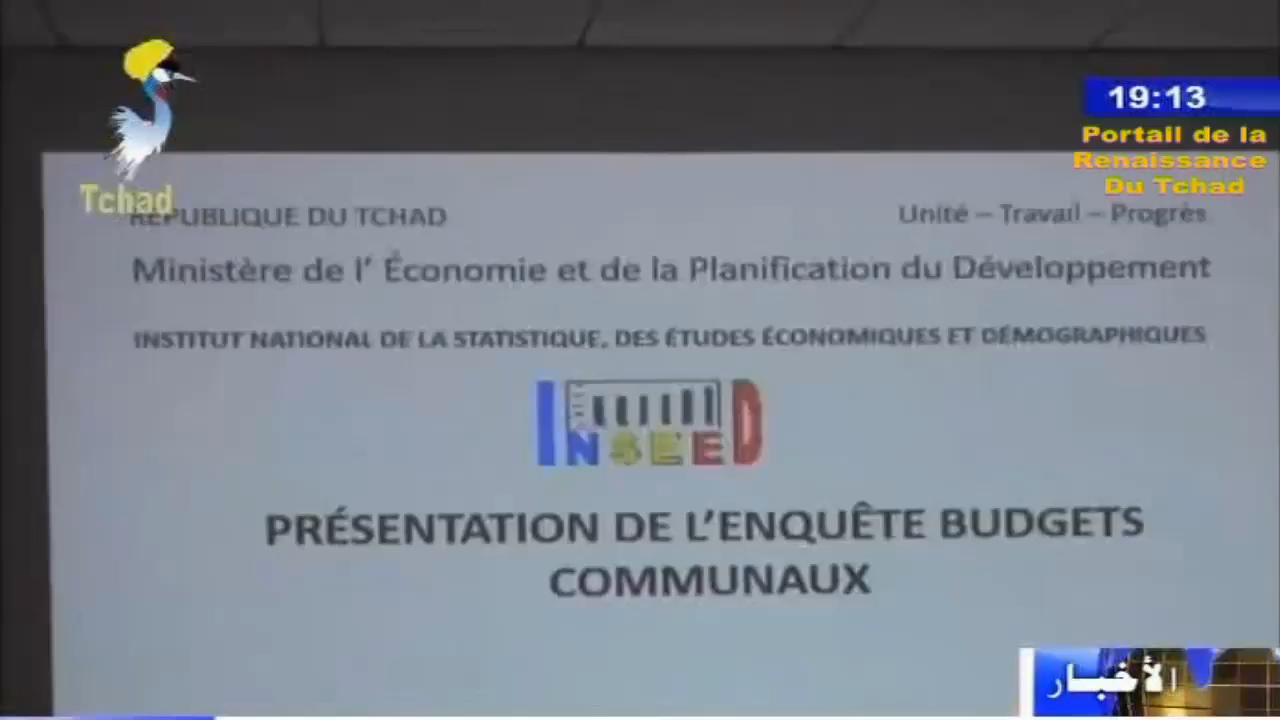 19:13
Portail de la
Renaissance
Du Tchad
Tchad
REPUBLIQUE DU TCHAD
Unité – Travail – Progrès
Ministère de l' Économie et de la Planification du Développement
INSTITUT NATIONAL DE LA STATISTIQUE, DES ÉTUDES ÉCONOMIQUES ET DÉMOGRAPHIQUES
INSEED
PRÉSENTATION DE L'ENQUÊTE BUDGETS
COMMUNAUX
الأخبار